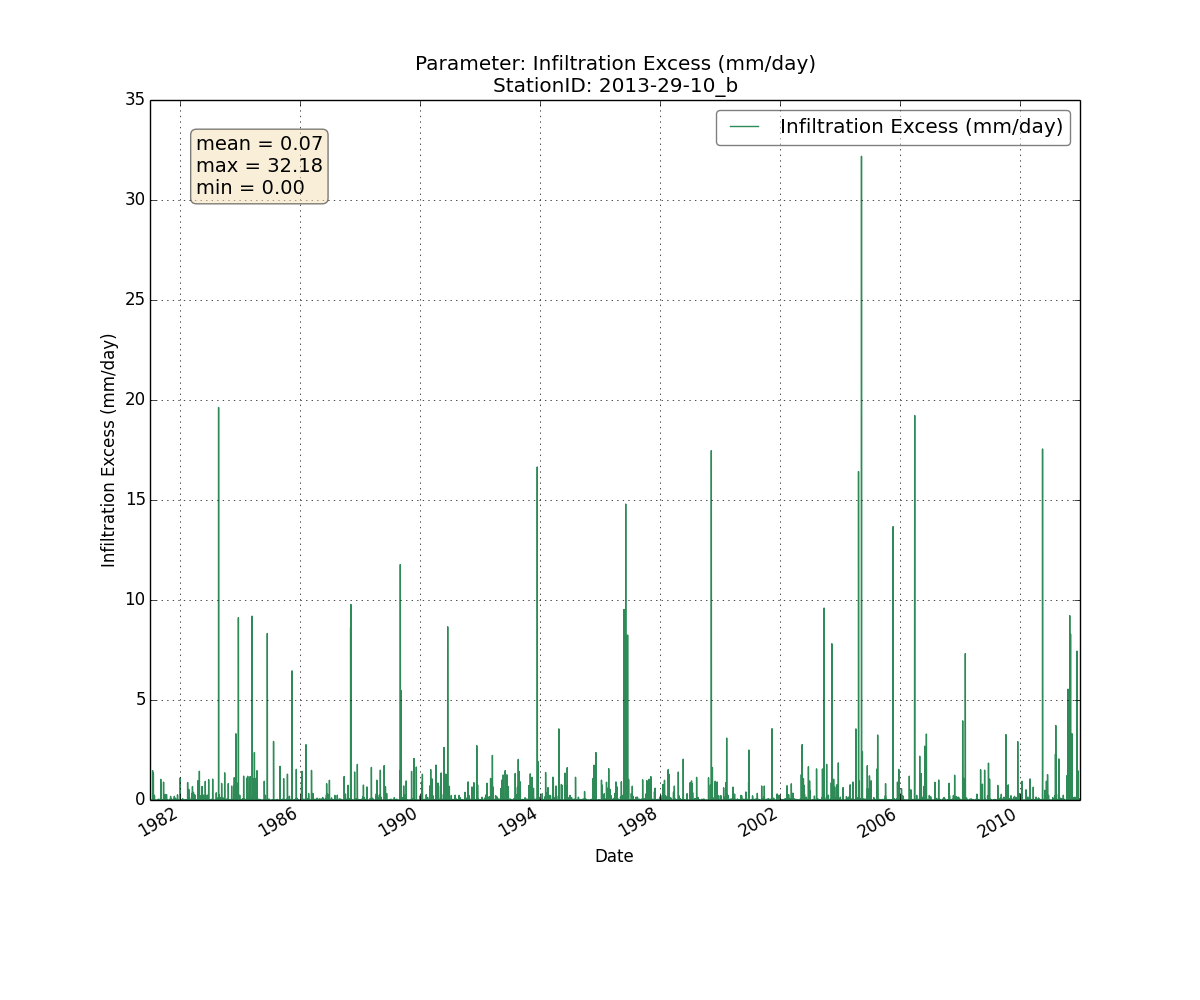 Parameter: Infiltration Excess (mm/day)
StationID: 2013-29-10_b
35
mean = 0.07
max = 32.18
min = 0.00
Infiltration Excess (mm/day)
30
25
20
15
10
5
0
Infiltration Excess (mm/day)
1982
1986
1990
1994
1998
2002
2006
2010
Date